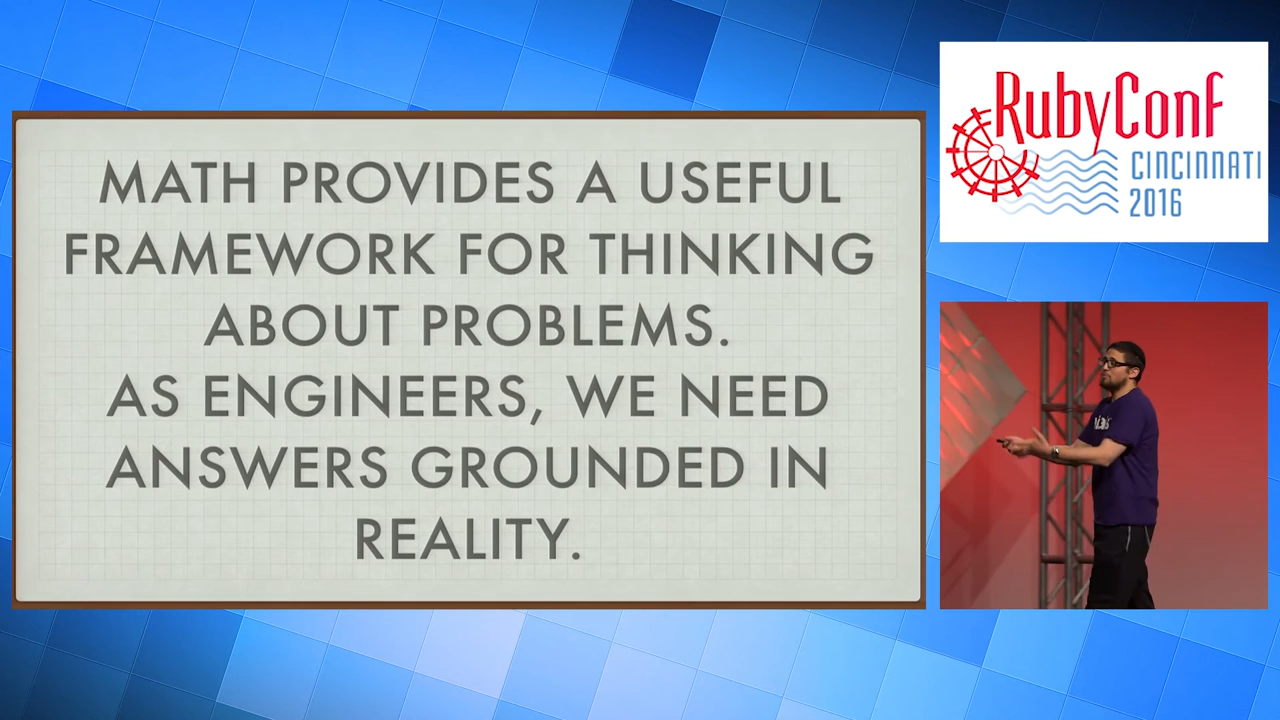 MATH PROVIDES A USEFUL
FRAMEWORK FOR THINKING
ABOUT PROBLEMS.
AS ENGINEERS, WE NEED
ANSWERS GROUNDED IN
REALITY.
RubyConf
CINCINNATI
2016